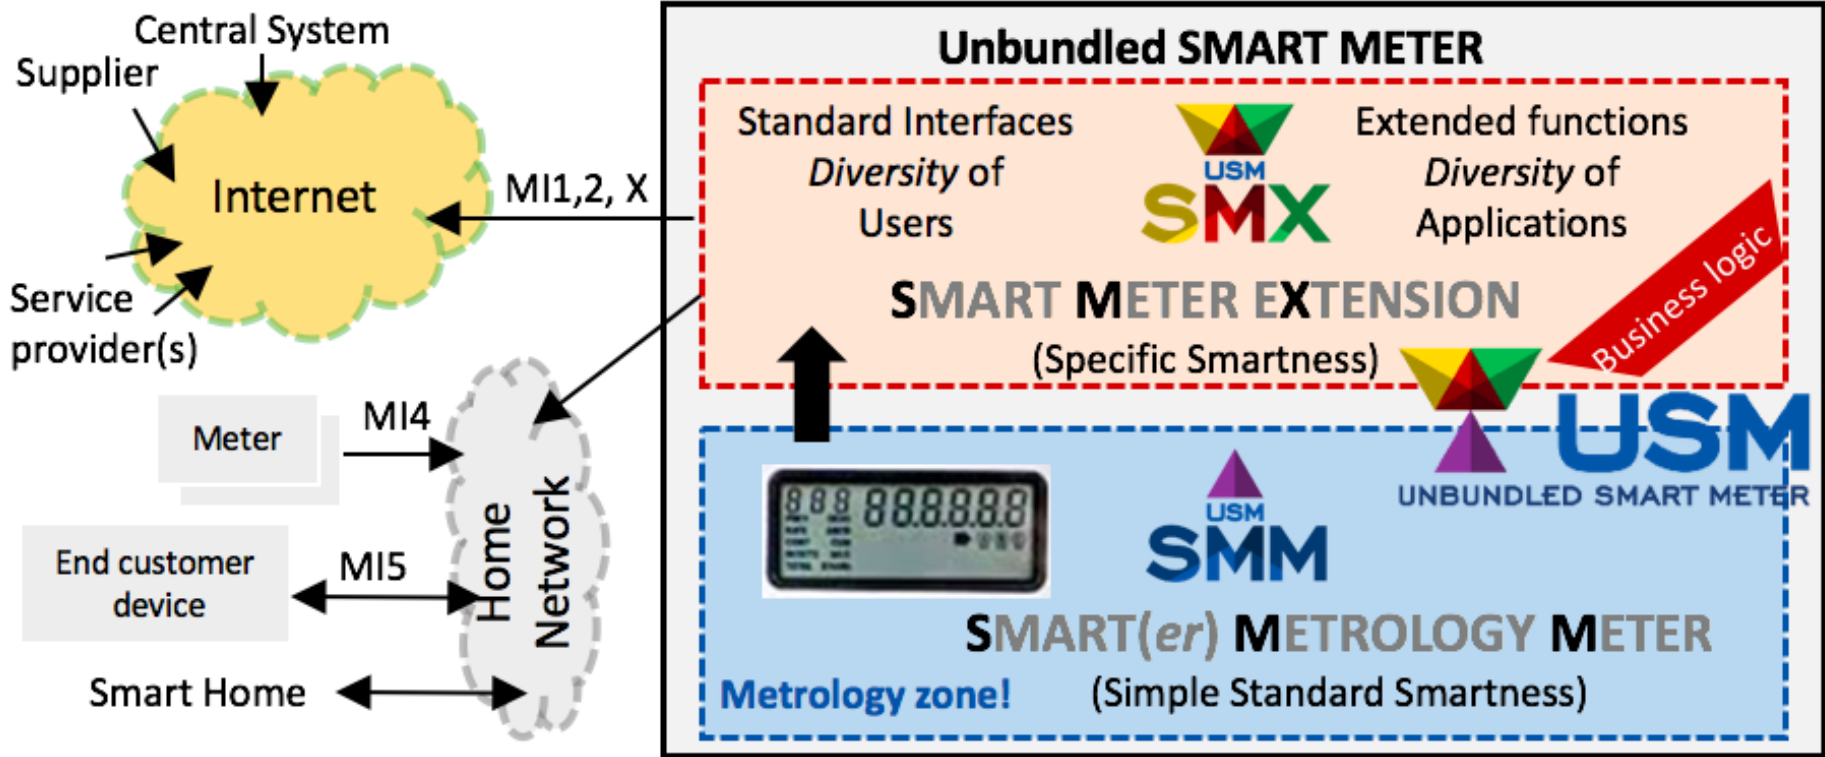 Central System
Supplier
Internet
Service
provider(s)
MI1,2, X
Meter
MI4
End customer
device
MI5
Smart Home
Home
Network
Unbundled SMART METER
Standard Interfaces
Diversity of
Users
USM
SMX
Extended functions
Diversity of
Applications
Business logic
SMART METER EXTENSION
(Specific Smartness)
USM
UNBUNDLED SMART METER
888 888888
USM
SMM
SMART(er) METROLOGY METER
Metrology zone!
(Simple Standard Smartness)